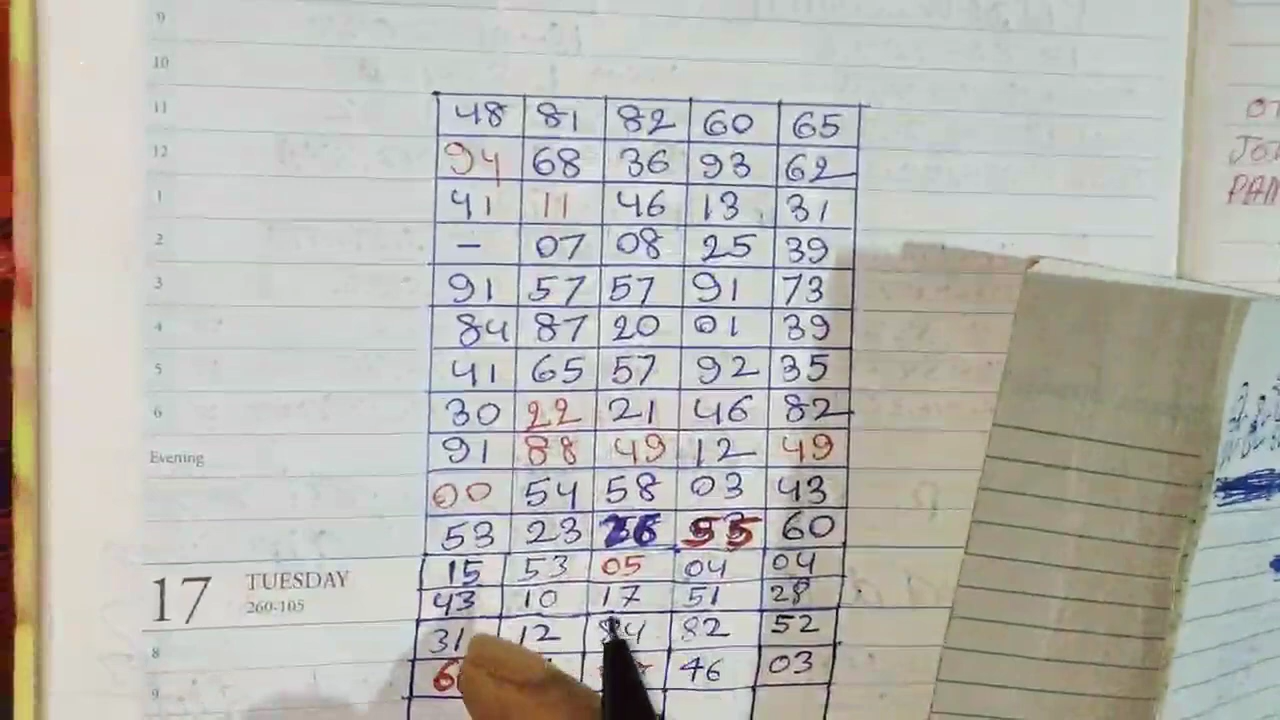 9
10
11 48 81 82 60 65
12 94 68 36 93 62
1 41 11 46 13 31
2 – 07 08 25 39
3 91 57 57 91 73
4 84 87 20 01 39
5 41 65 57 92 35
6 30 22 21 46 82
Evening 91 88 49 12 49
00 54 58 03 43
53 23 60
15 53 05 04 04
17 TUESDAY
260-105
43 10 17 51 28
8 31 12 82 52
9 46 03
JO
PAN